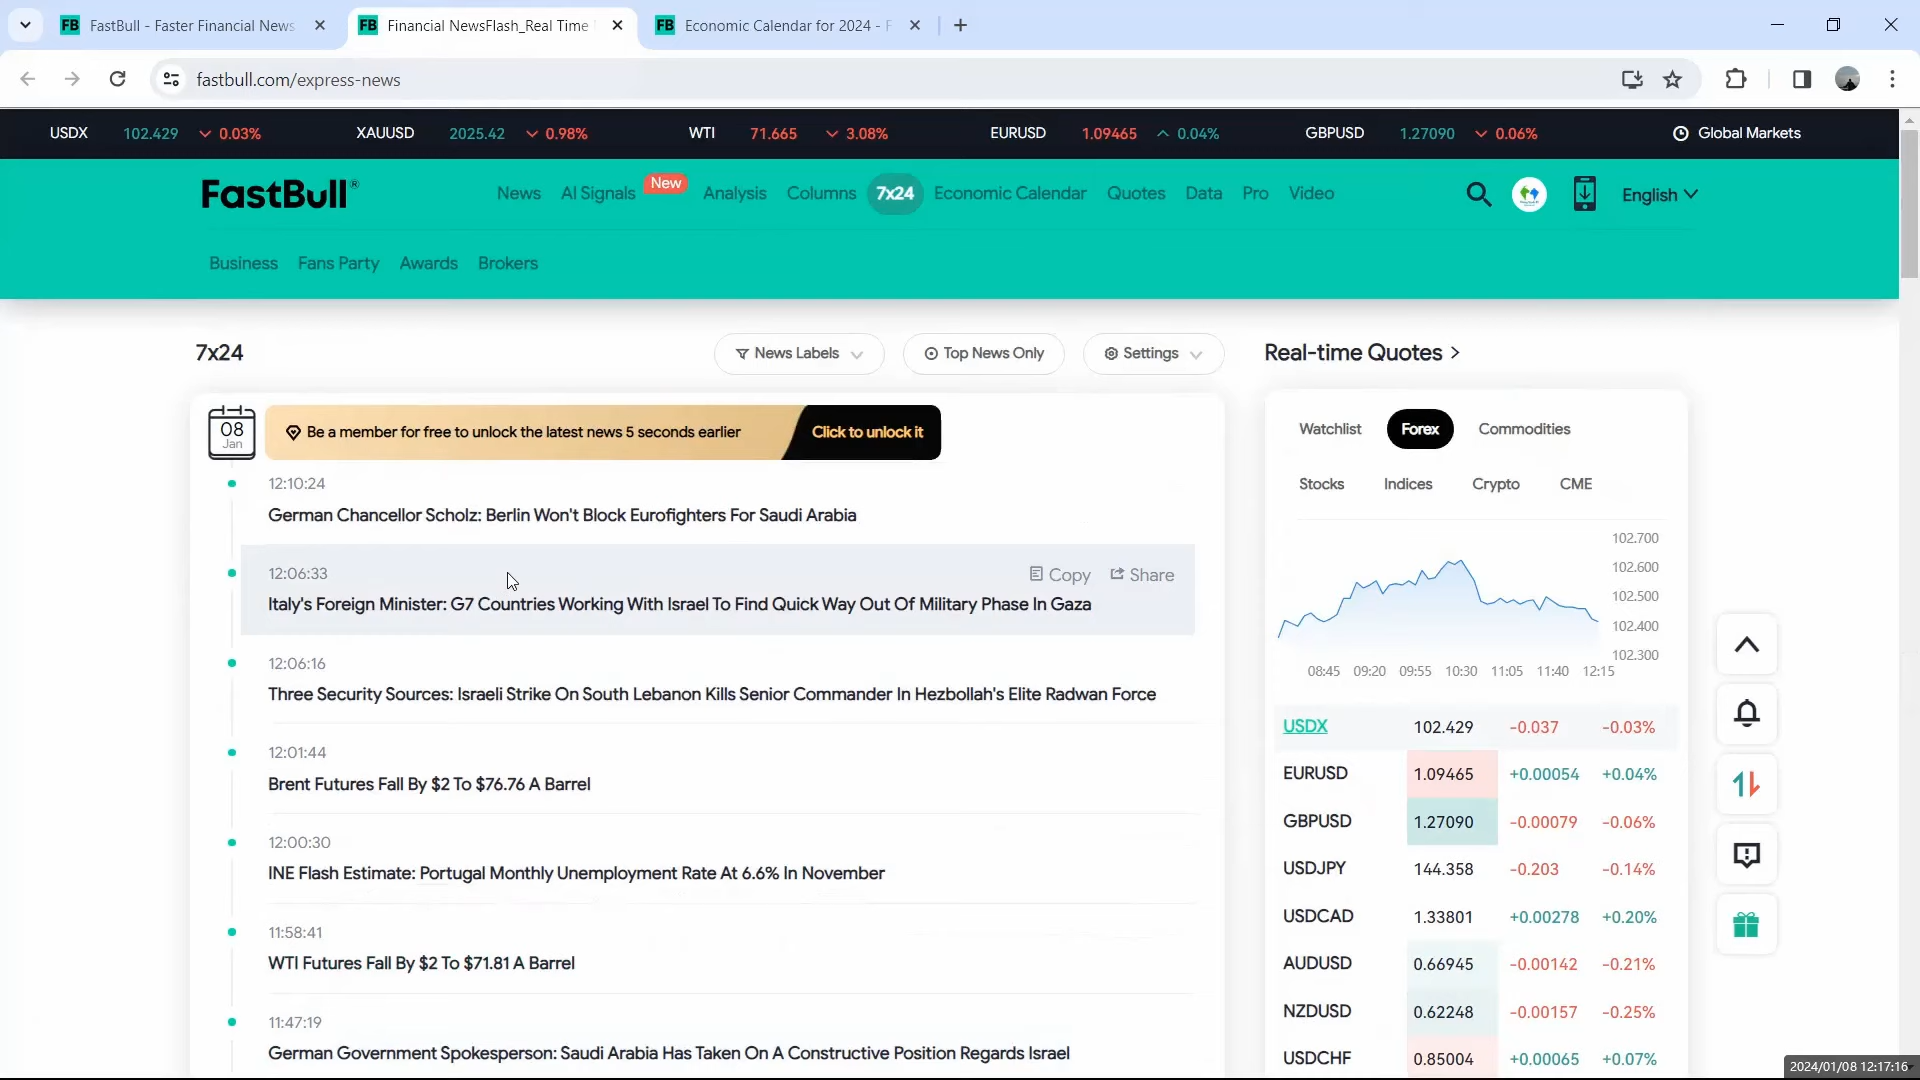 FB FastBull - Faster Financial News
FB Financial NewsFlash_Real Time
FB Economic Calendar for 2024 - F
fastbull.com/express-news
USDX 102.429 0.03% XAUUSD 2025.42 0.98% WTI 71.665 3.08% EURUSD 1.09465 0.04% GBPUSD 1.27090 0.06% Global Markets
FastBull® News AI Signals New Analysis Columns 7x24 Economic Calendar Quotes Data Pro Video English
Business Fans Party Awards Brokers
7x24 News Labels Top News Only Settings
08
Jan
Be a member for free to unlock the latest news 5 seconds earlier Click to unlock it
12:10:24
German Chancellor Scholz: Berlin Won't Block Eurofighters For Saudi Arabia
12:06:33 Copy Share
Italy's Foreign Minister: G7 Countries Working With Israel To Find Quick Way Out Of Military Phase In Gaza
12:06:16
Three Security Sources: Israeli Strike On South Lebanon Kills Senior Commander In Hezbollah's Elite Radwan Force
12:01:44
Brent Futures Fall By $2 To $76.76 A Barrel
12:00:30
INE Flash Estimate: Portugal Monthly Unemployment Rate At 6.6% In November
11:58:41
WTI Futures Fall By $2 To $71.81 A Barrel
11:47:19
German Government Spokesperson: Saudi Arabia Has Taken On A Constructive Position Regards Israel
Real-time Quotes >
Watchlist Forex Commodities
Stocks Indices Crypto CME
102.700
102.600
102.500
102.400
102.300
08:45 09:20 09:55 10:30 11:05 11:40 12:15
USDX 102.429 -0.037 -0.03%
EURUSD 1.09465 +0.00054 +0.04%
GBPUSD 1.27090 -0.00079 -0.06%
USDJPY 144.358 -0.203 -0.14%
USDCAD 1.33801 +0.00278 +0.20%
AUDUSD 0.66945 -0.00142 -0.21%
NZDUSD 0.62248 -0.00157 -0.25%
USDCHF 0.85004 +0.00065 +0.07%
2024/01/08 12:17:16